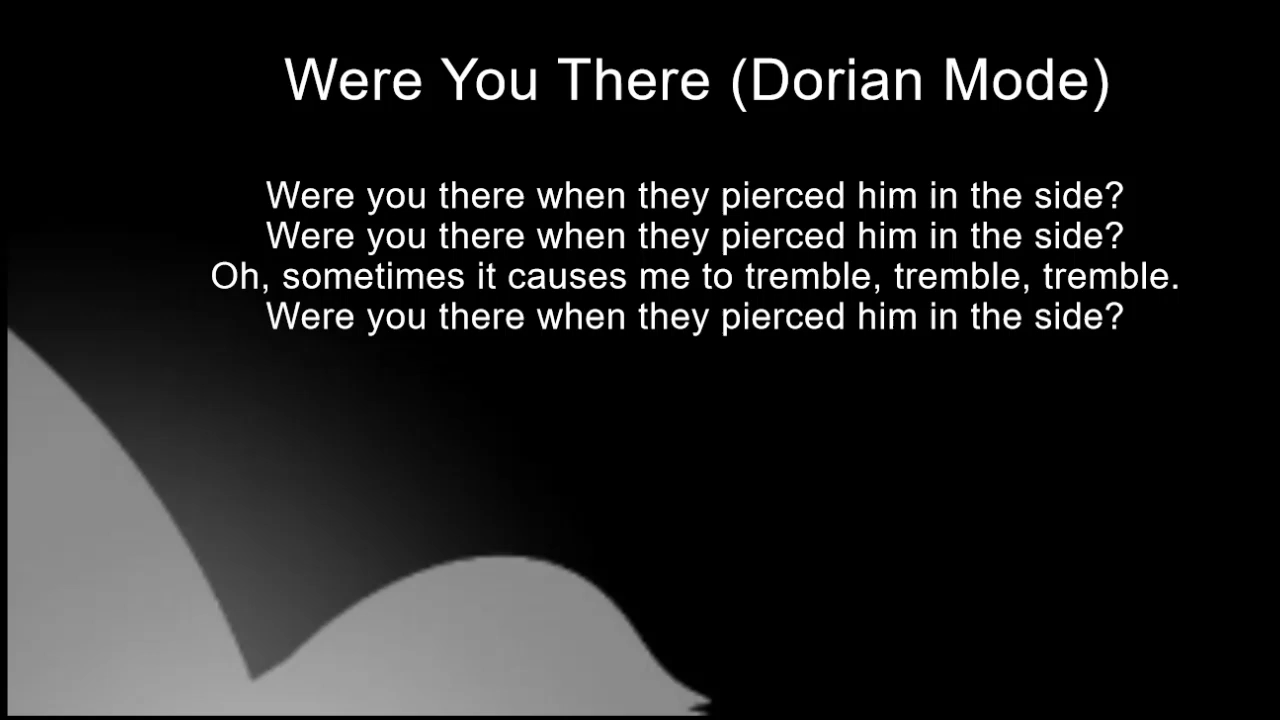 Were You There (Dorian Mode)
Were you there when they pierced him in the side?
Were you there when they pierced him in the side?
Oh, sometimes it causes me to tremble, tremble, tremble.
Were you there when they pierced him in the side?